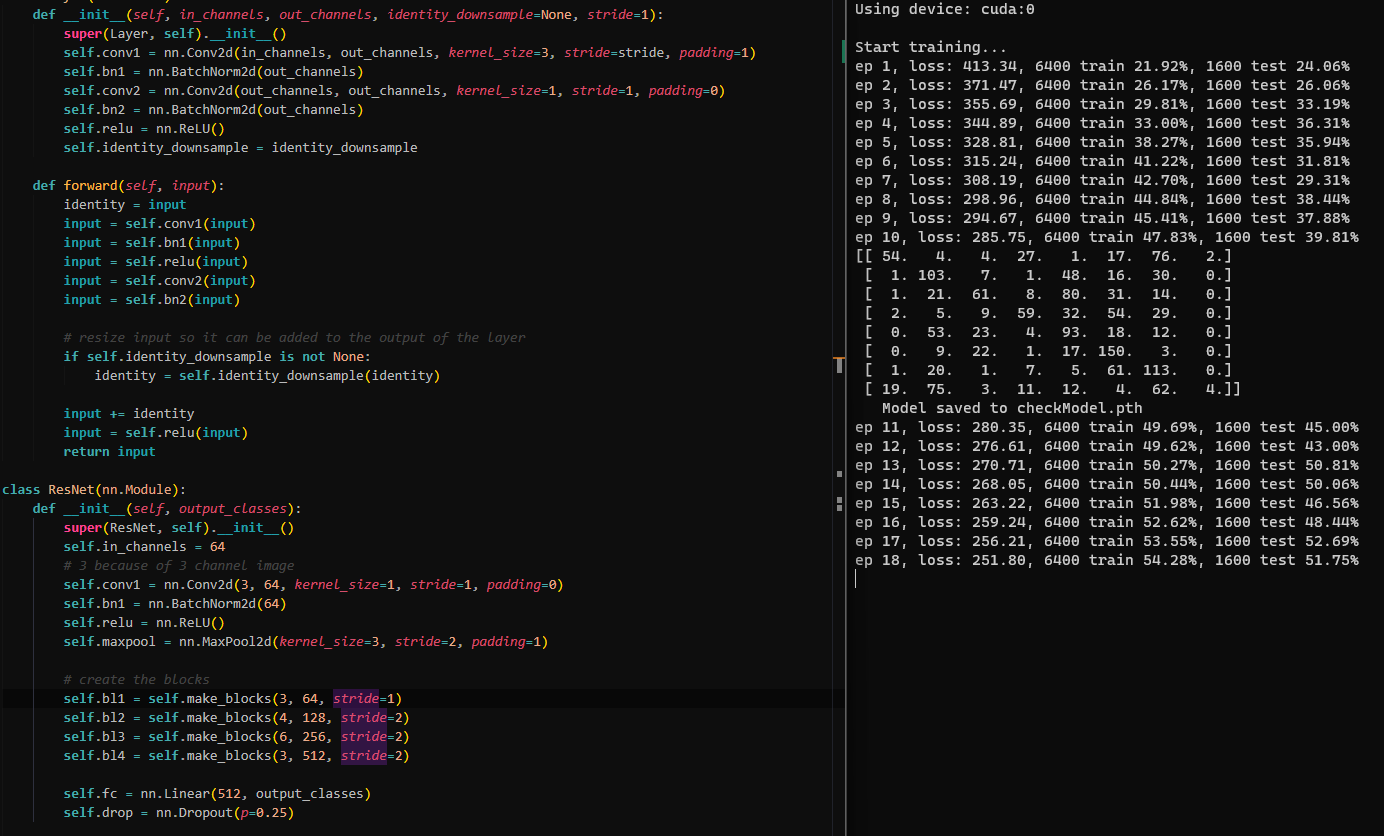 def __init__(self, in_channels, out_channels, identity_downsample=None, stride=1):
super(Layer, self).__init__()
self.conv1 = nn.Conv2d(in_channels, out_channels, kernel_size=3, stride=stride, padding=1)
self.bn1 = nn.BatchNorm2d(out_channels)
self.conv2 = nn.Conv2d(out_channels, out_channels, kernel_size=1, stride=1, padding=0)
self.bn2 = nn.BatchNorm2d(out_channels)
self.relu = nn.ReLU()
self.identity_downsample = identity_downsample
def forward(self, input):
identity = input
input = self.conv1(input)
input = self.bn1(input)
input = self.relu(input)
input = self.conv2(input)
input = self.bn2(input)
# resize input so it can be added to the output of the layer
if self.identity_downsample is not None:
identity = self.identity_downsample(identity)
input += identity
input = self.relu(input)
return input
class ResNet(nn.Module):
def __init__(self, output_classes):
super(ResNet, self).__init__()
self.in_channels = 64
# 3 because of 3 channel image
self.conv1 = nn.Conv2d(3, 64, kernel_size=1, stride=1, padding=0)
self.bn1 = nn.BatchNorm2d(64)
self.relu = nn.ReLU()
self.maxpool = nn.MaxPool2d(kernel_size=3, stride=2, padding=1)
# create the blocks
self.bl1 = self.make_blocks(3, 64, stride=1)
self.bl2 = self.make_blocks(4, 128, stride=2)
self.bl3 = self.make_blocks(6, 256, stride=2)
self.bl4 = self.make_blocks(3, 512, stride=2)
self.fc = nn.Linear(512, output_classes)
self.drop = nn.Dropout(p=0.25)
Using device: cuda:0
Start training...
ep 1, loss: 413.34, 6400 train 21.92%, 1600 test 24.06%
ep 2, loss: 371.47, 6400 train 26.17%, 1600 test 26.06%
ep 3, loss: 355.69, 6400 train 29.81%, 1600 test 33.19%
ep 4, loss: 344.89, 6400 train 33.00%, 1600 test 36.31%
ep 5, loss: 328.81, 6400 train 38.27%, 1600 test 35.94%
ep 6, loss: 315.24, 6400 train 41.22%, 1600 test 31.81%
ep 7, loss: 308.19, 6400 train 42.70%, 1600 test 29.31%
ep 8, loss: 298.96, 6400 train 44.84%, 1600 test 38.44%
ep 9, loss: 294.67, 6400 train 45.41%, 1600 test 37.88%
ep 10, loss: 285.75, 6400 train 47.83%, 1600 test 39.81%
[[ 54. 4. 4. 27. 1. 17. 76. 2.]
[ 1. 103. 7. 1. 48. 16. 30. 0.]
[ 1. 21. 61. 8. 80. 31. 14. 0.]
[ 2. 5. 9. 59. 32. 54. 29. 0.]
[ 0. 53. 23. 4. 93. 18. 12. 0.]
[ 0. 9. 22. 1. 17. 150. 3. 0.]
[ 1. 20. 1. 7. 5. 61. 113. 0.]
[ 19. 75. 3. 11. 12. 4. 62. 4.]]
Model saved to checkModel.pth
ep 11, loss: 280.35, 6400 train 49.69%, 1600 test 45.00%
ep 12, loss: 276.61, 6400 train 49.62%, 1600 test 43.00%
ep 13, loss: 270.71, 6400 train 50.27%, 1600 test 50.81%
ep 14, loss: 268.05, 6400 train 50.44%, 1600 test 50.06%
ep 15, loss: 263.22, 6400 train 51.98%, 1600 test 46.56%
ep 16, loss: 259.24, 6400 train 52.62%, 1600 test 48.44%
ep 17, loss: 256.21, 6400 train 53.55%, 1600 test 52.69%
ep 18, loss: 251.80, 6400 train 54.28%, 1600 test 51.75%